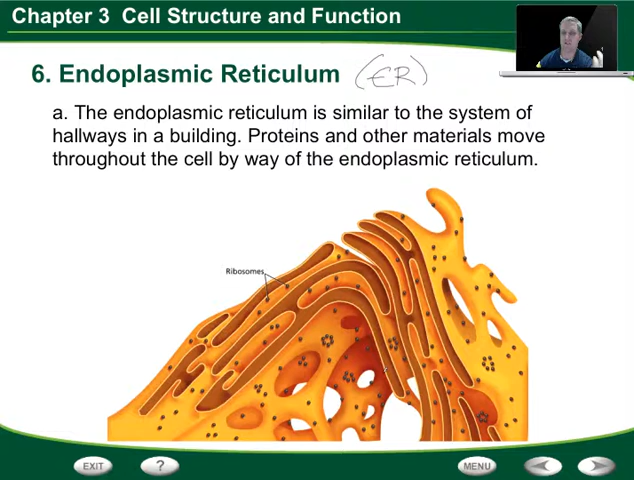 Chapter 3 Cell Structure and Function
6. Endoplasmic Reticulum (ER)
a. The endoplasmic reticulum is similar to the system of
hallways in a building. Proteins and other materials move
throughout the cell by way of the endoplasmic reticulum.
Ribosomes
EXIT ? MENU